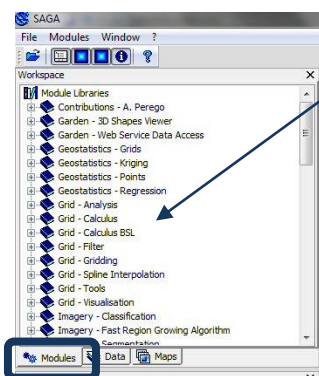 SAGA
File Modules Window ?
Workspace X
Module Libraries
Contributions - A. Perego
Garden - 3D Shapes Viewer
Garden - Web Service Data Access
Geostatistics - Grids
Geostatistics - Kriging
Geostatistics - Points
Geostatistics - Regression
Grid - Analysis
Grid - Calculus
Grid - Calculus BSL
Grid - Filter
Grid - Gridding
Grid - Spline Interpolation
Grid - Tools
Grid - Visualisation
Imagery - Classification
Imagery - Fast Region Growing Algorithm
Segmentation
Modules Data Maps